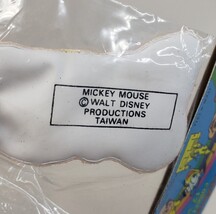 MICKEY MOUSE
© WALT DISNEY
PRODUCTIONS
TAIWAN